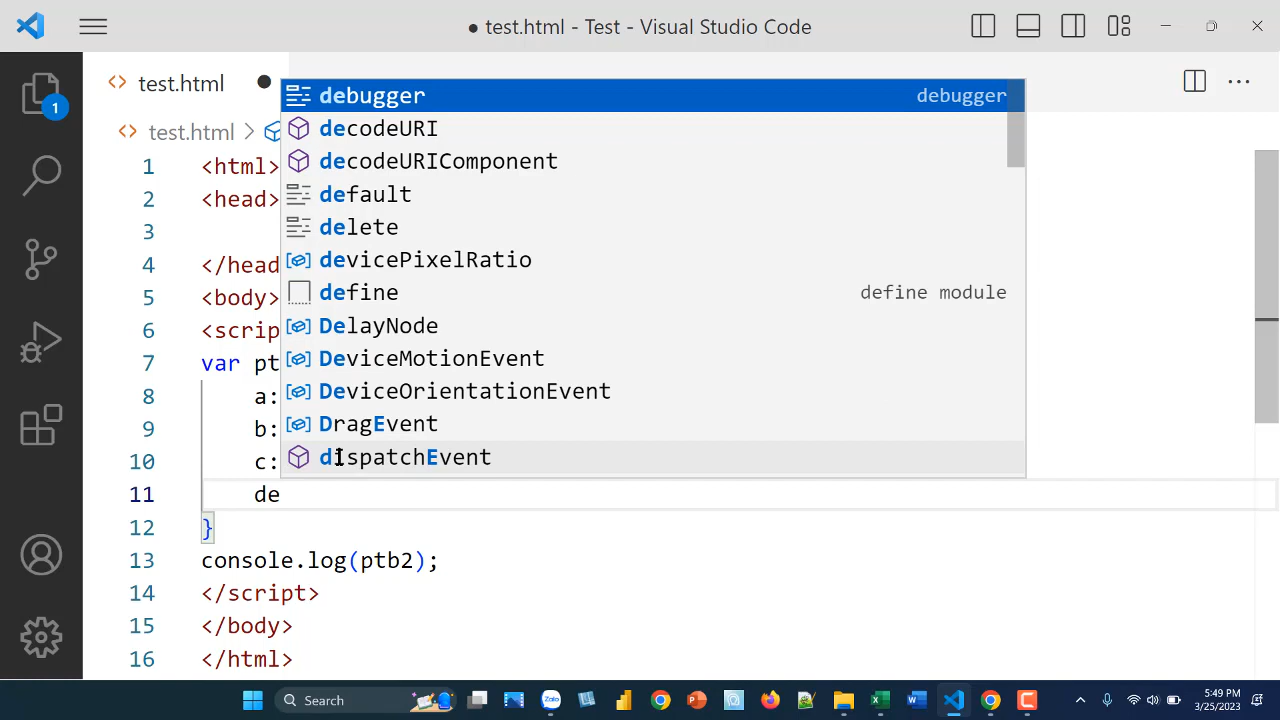 ● test.html - Test - Visual Studio Code
test.html ●
test.html >
1
1 <html>
2 <head>
3
4 </head
5 <body>
6 <scrip
7 var pt
8 a:
9 b:
10 c:
11 de
12 }
13 console.log(ptb2);
14 </script>
15 </body>
16 </html>
debugger debugger
decodeURI
decodeURIComponent
default
delete
devicePixelRatio
define define module
DelayNode
DeviceMotionEvent
DeviceOrientationEvent
DragEvent
dispatchEvent
Search
Zalo
5:49 PM
3/25/2023